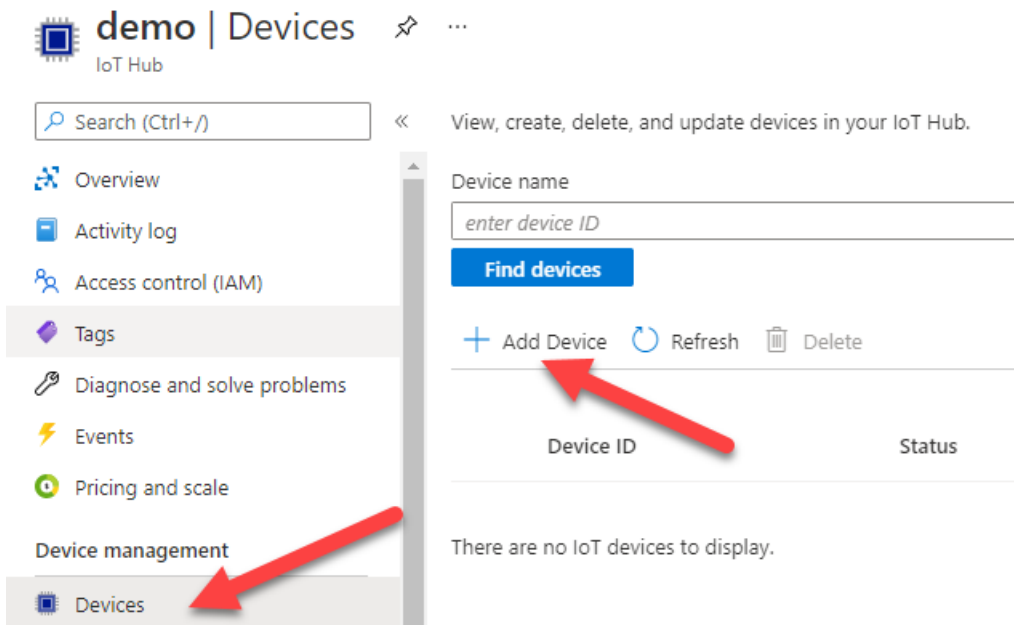 demo | Devices
IoT Hub
Search (Ctrl+/)
Overview
Activity log
Access control (IAM)
Tags
Diagnose and solve problems
Events
Pricing and scale
Device management
Devices
View, create, delete, and update devices in your IoT Hub.
Device name
enter device ID
Find devices
Add Device Refresh Delete
Device ID Status
There are no IoT devices to display.